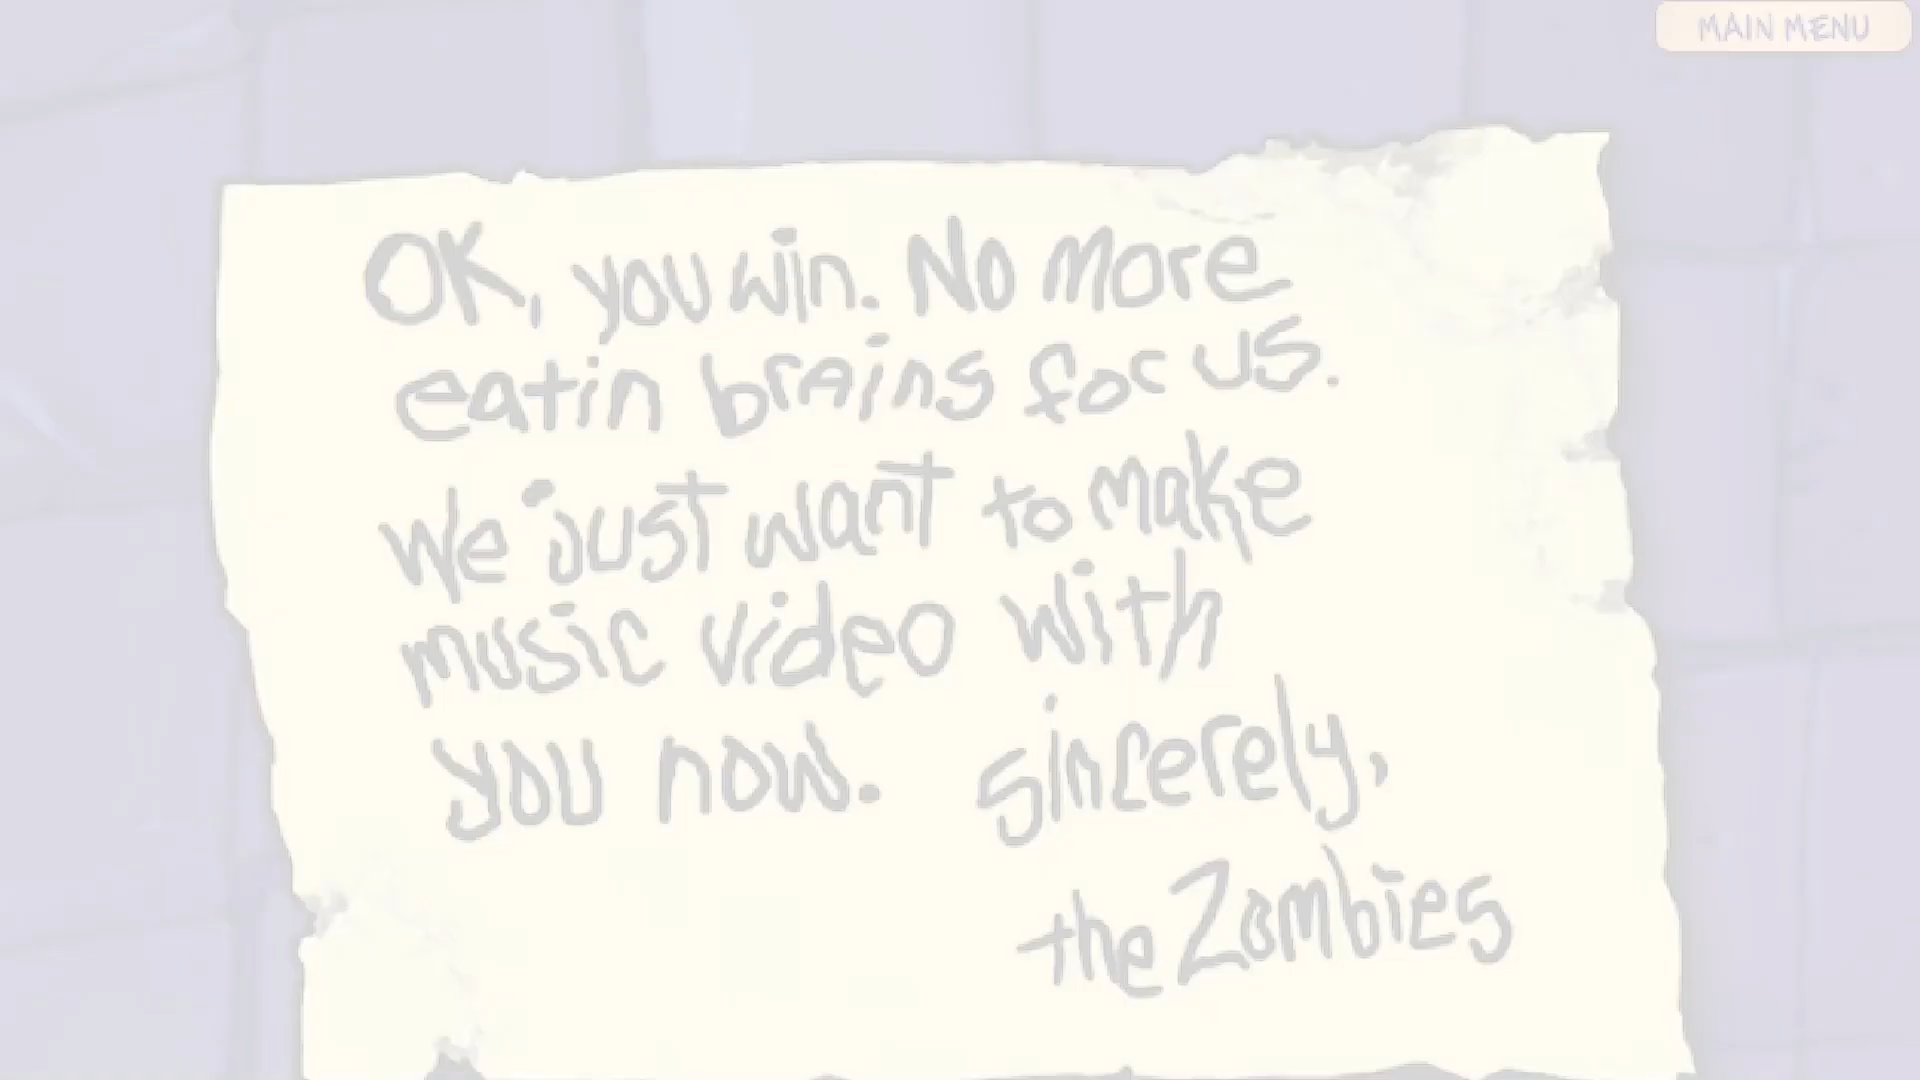 MAIN MENU
OK, you win. No more
eatin brains for us.
We just want to make
music video with
you now. sincerely,
the Zombies